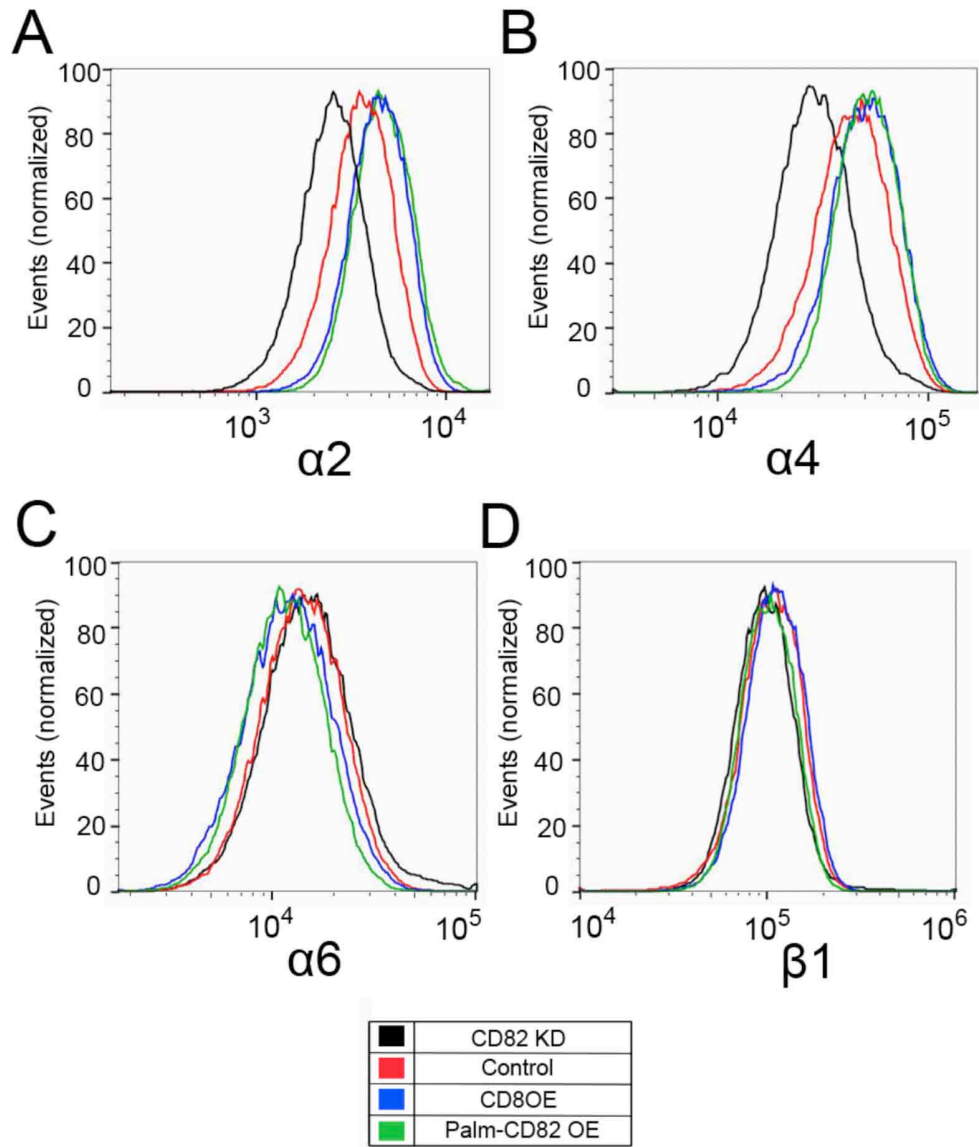 A
Events (normalized)
100
80
60
40
20
0
10³
10⁴
α2
B
Events (normalized)
100
80
60
40
20
0
10⁴
10⁵
α4
C
Events (normalized)
100
80
60
40
20
0
10⁴
10⁵
α6
D
Events (normalized)
100
80
60
40
20
0
10⁴
10⁵
10⁶
β1
CD82 KD
Control
CD8OE
Palm-CD82 OE